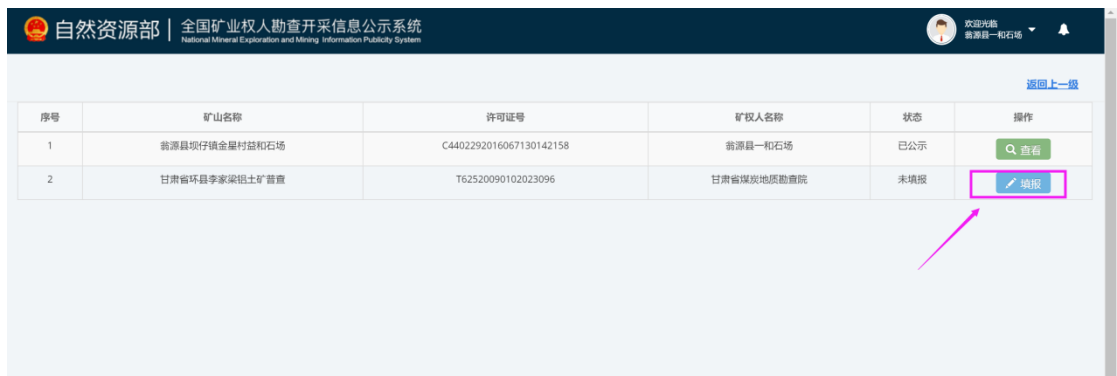 自然资源部 全国矿业权人勘查开采信息公示系统
National Mineral Exploration and Mining Information Publicity System
欢迎光临
翁源县一和石场
返回上一级
序号 矿山名称 许可证号 矿权人名称 状态 操作
1 翁源县坝仔镇金星村益和石场 C4402292016067130142158 翁源县一和石场 已公示 查看
2 甘肃省环县李家梁铝土矿普查 T62520090102023096 甘肃省煤炭地质勘查院 未填报 填报